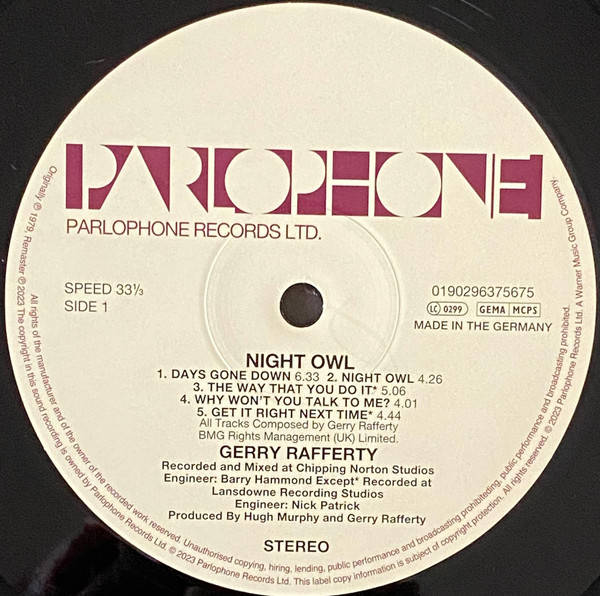 PARLOPHONE
PARLOPHONE RECORDS LTD.
SPEED 33⅓
SIDE 1
0190296375675
LC 0299 GEMA MCPS
MADE IN THE GERMANY
NIGHT OWL
1. DAYS GONE DOWN 6.33 2. NIGHT OWL 4.26
3. THE WAY THAT YOU DO IT* 5.06
4. WHY WON'T YOU TALK TO ME? 4.01
5. GET IT RIGHT NEXT TIME* 4.44
All Tracks Composed by Gerry Rafferty
BMG Rights Management (UK) Limited.
GERRY RAFFERTY
Recorded and Mixed at Chipping Norton Studios
Engineer: Barry Hammond Except* Recorded at
Lansdowne Recording Studios
Engineer: Nick Patrick
Produced By Hugh Murphy and Gerry Rafferty
STEREO
Originally ℗ 1979, Remaster ℗ 2023 The copyright in this sound recording is owned by Parlophone Records Ltd. © 2023 Parlophone Records Ltd. This label copy information is subject of copyright protection. All rights reserved. © 2023 Parlophone Records Ltd. A Warner Music Group Company.
All rights of the manufacturer and of the owner of the recorded work reserved. Unauthorised copying, hiring, lending, public performance and broadcasting prohibiteding, public performance and broadcasting prohibited.